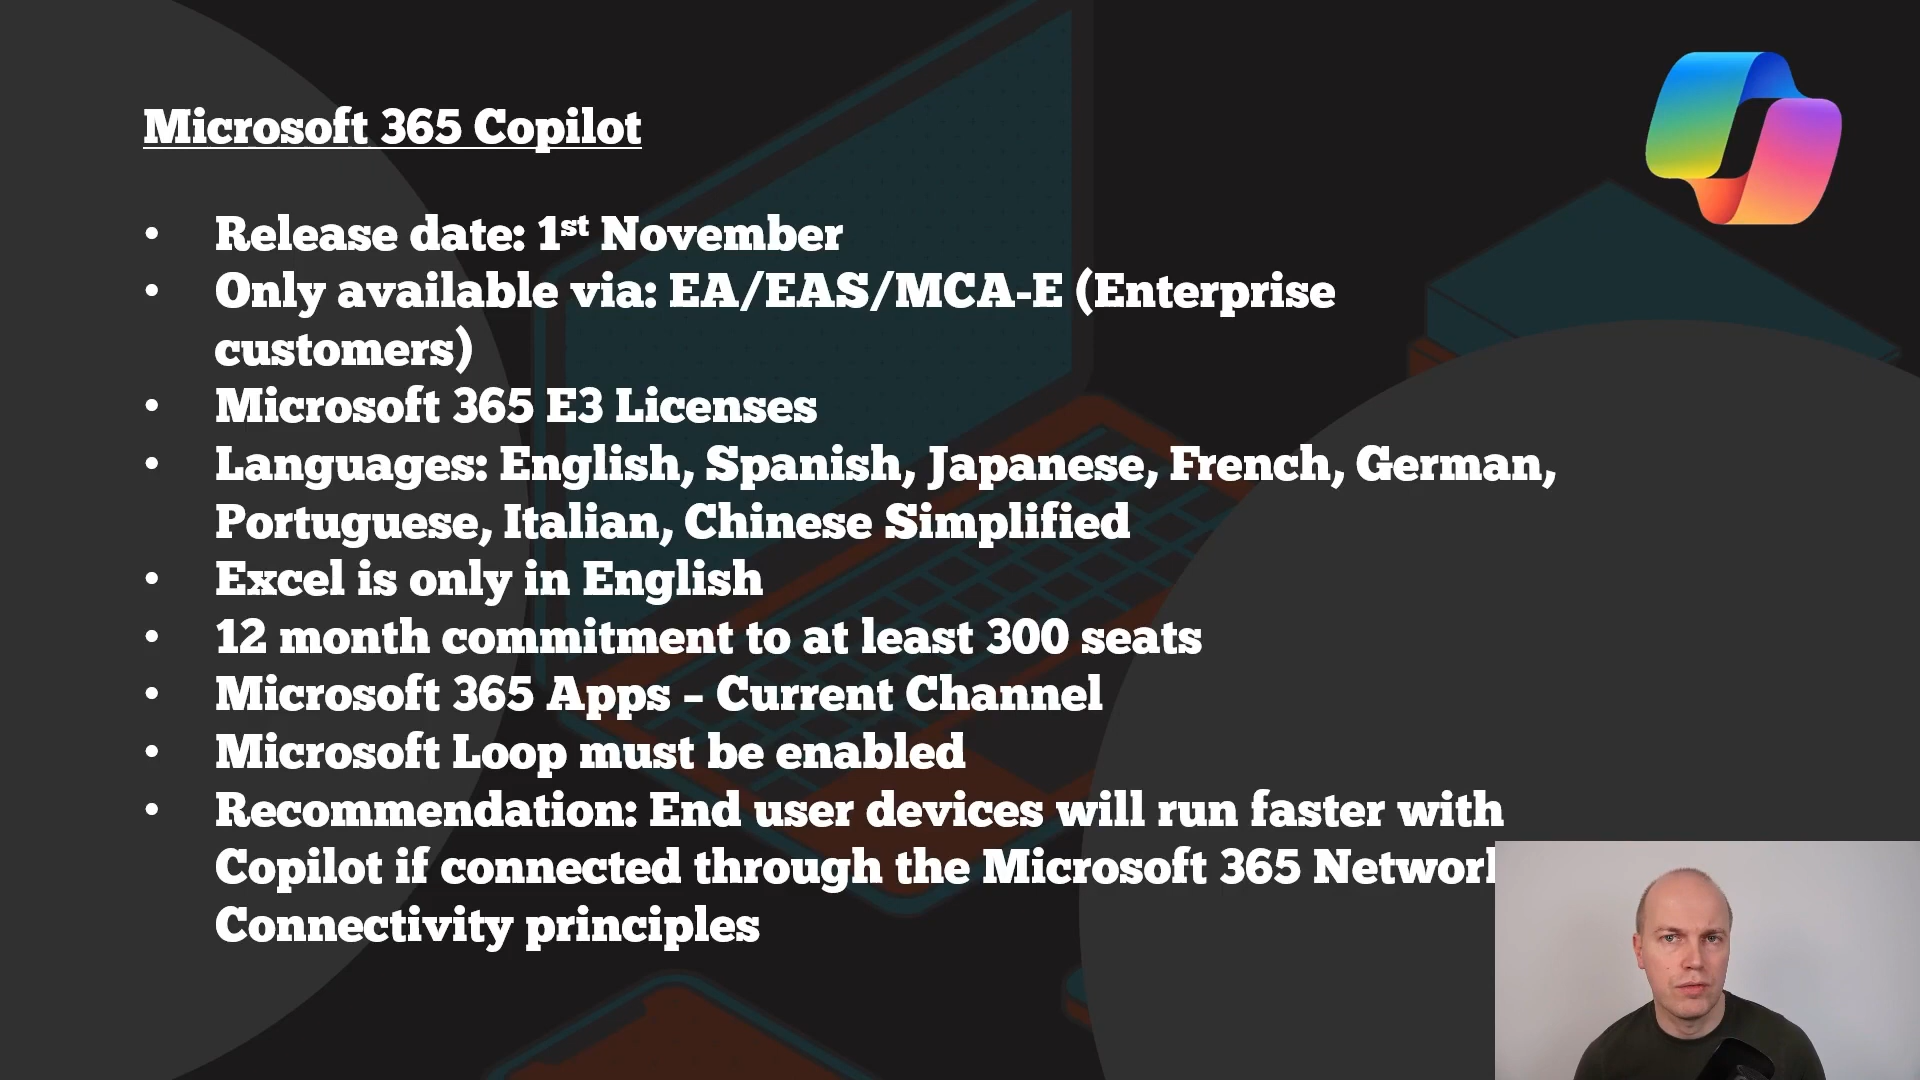 Microsoft 365 Copilot
• Release date: 1st November
• Only available via: EA/EAS/MCA-E (Enterprise
customers)
• Microsoft 365 E3 Licenses
• Languages: English, Spanish, Japanese, French, German,
Portuguese, Italian, Chinese Simplified
• Excel is only in English
• 12 month commitment to at least 300 seats
• Microsoft 365 Apps – Current Channel
• Microsoft Loop must be enabled
• Recommendation: End user devices will run faster with
Copilot if connected through the Microsoft 365 Network
Connectivity principles